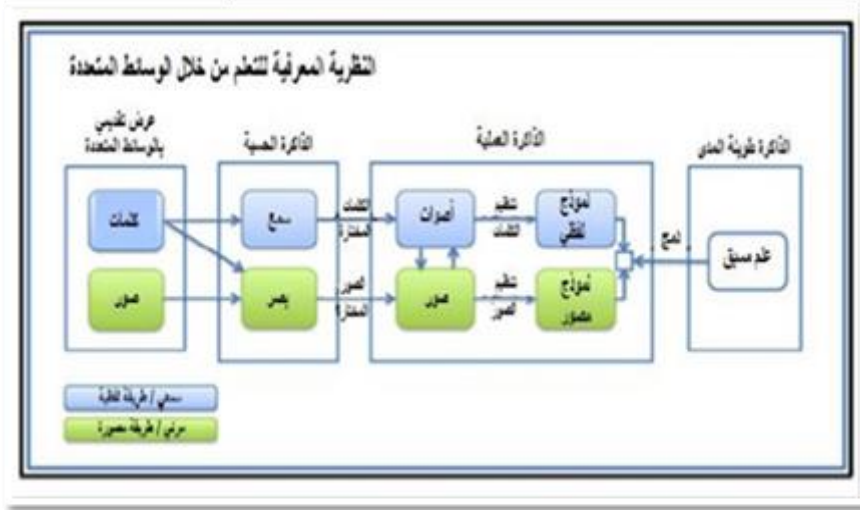 النظرية المعرفية للتعلم من خلال الوسائط المتعددة
عرض تقديمي
بالوسائط المتعددة
الذاكرة الحسية
الذاكرة العملية
الذاكرة طويلة المدى
كلمات
سمع
الكلمات
المختارة
أصوات
تنظيم
الكلمات
نموذج
لفظي
دمج
علم مسبق
صور
بصر
الصور
المختارة
صور
تنظيم
الصور
نموذج
مصور
سمعي / طريقة لفظية
مرئي / طريقة مصورة